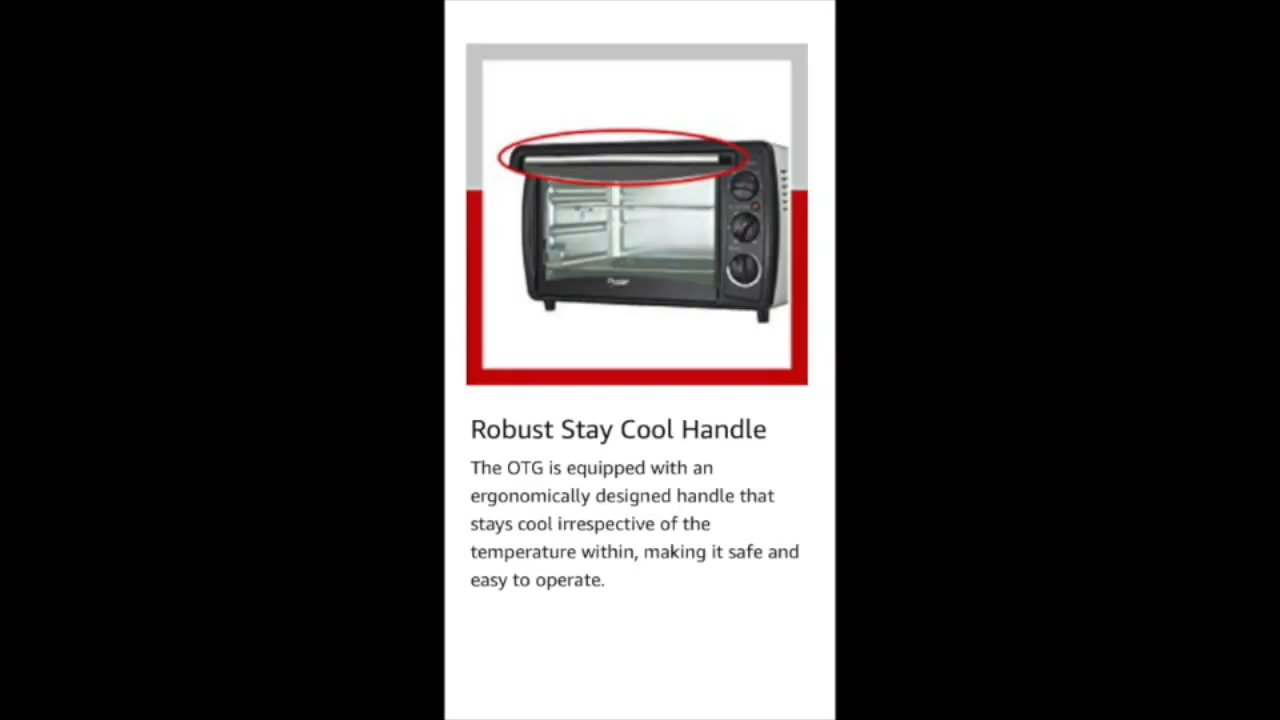 Robust Stay Cool Handle
The OTG is equipped with an
ergonomically designed handle that
stays cool irrespective of the
temperature within, making it safe and
easy to operate.